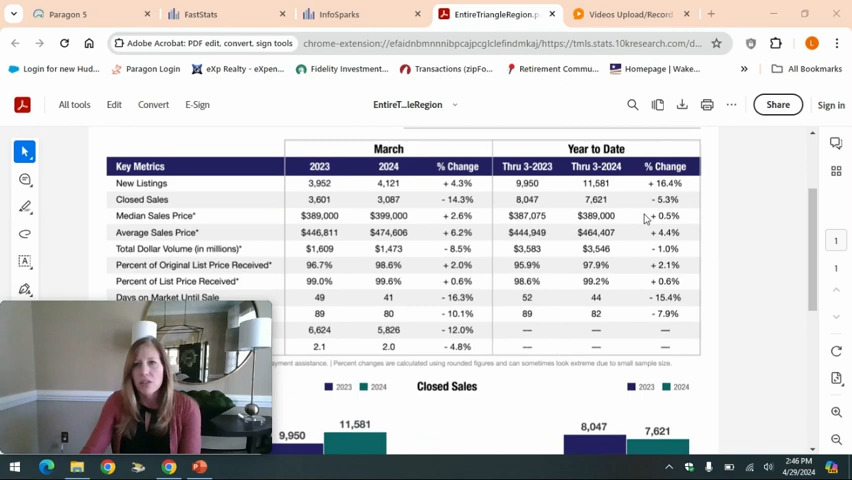 Paragon 5
FastStats
InfoSparks
EntireTriangleRegion.p
Videos Upload/Record
Adobe Acrobat: PDF edit, convert, sign tools
chrome-extension://efaidnbmnnnibpcajpcglclefindmkaj/https://tmls.stats.10kresearch.com/d...
Login for new Hud...
Paragon Login
eXp Realty - eXpen...
Fidelity Investment...
Transactions (zipFo...
Retirement Commu...
Homepage | Wake...
All Bookmarks
All tools
Edit
Convert
E-Sign
EntireT...leRegion
Share
Sign in
March Year to Date
Key Metrics 2023 2024 % Change Thru 3-2023 Thru 3-2024 % Change
New Listings 3,952 4,121 + 4.3% 9,950 11,581 + 16.4%
Closed Sales 3,601 3,087 - 14.3% 8,047 7,621 - 5.3%
Median Sales Price* $389,000 $399,000 + 2.6% $387,075 $389,000 + 0.5%
Average Sales Price* $446,811 $474,606 + 6.2% $444,949 $464,407 + 4.4%
Total Dollar Volume (in millions)* $1,609 $1,473 - 8.5% $3,583 $3,546 - 1.0%
Percent of Original List Price Received* 96.7% 98.6% + 2.0% 95.9% 97.9% + 2.1%
Percent of List Price Received* 99.0% 99.6% + 0.6% 98.6% 99.2% + 0.6%
Days on Market Until Sale 49 41 - 16.3% 52 44 - 15.4%
89 80 - 10.1% 89 82 - 7.9%
6,624 5,826 - 12.0% — —
2.1 2.0 - 4.8% — —
payment assistance. | Percent changes are calculated using rounded figures and can sometimes look extreme due to small sample size.
2023 2024
Closed Sales
2023 2024
9,950
11,581
8,047
7,621
1
1
2:46 PM
4/29/2024